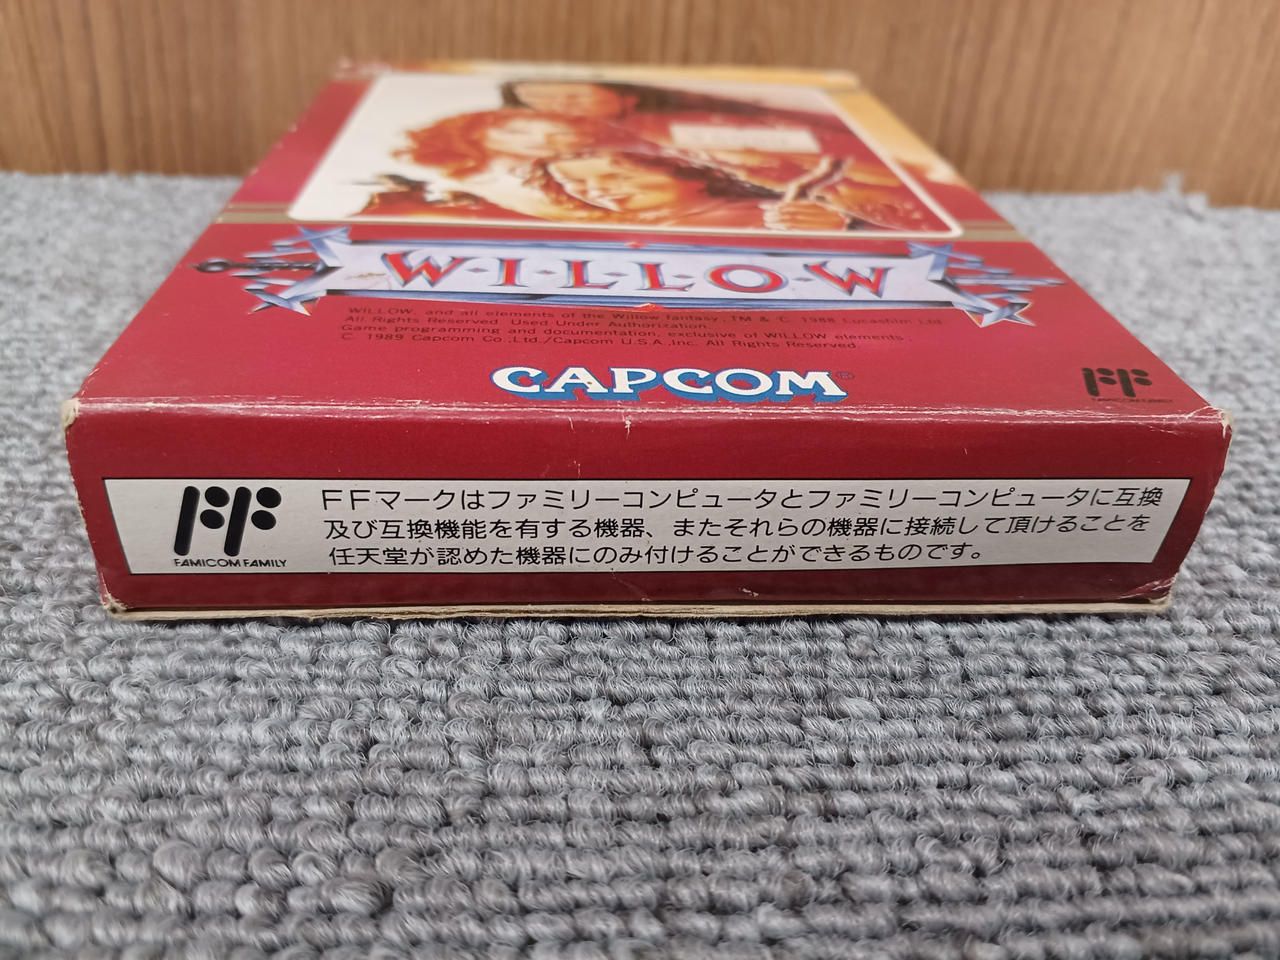 W·I·L·L·O·W
WILLOW, and all elements of the Willow fantasy, TM & C. 1988 Lucasfilm Ltd.
All Rights Reserved. Used Under Authorization.
Game programming and documentation, exclusive of WILLOW elements,
C. 1989 Capcom Co.,Ltd./Capcom U.S.A.,Inc. All Rights Reserved.
CAPCOM®
FF
FAMICOM FAMILY
FF
FAMICOM FAMILY
FFマークはファミリーコンピュータとファミリーコンピュータに互換
及び互換機能を有する機器、またそれらの機器に接続して頂けることを
任天堂が認めた機器にのみ付けることができるものです。